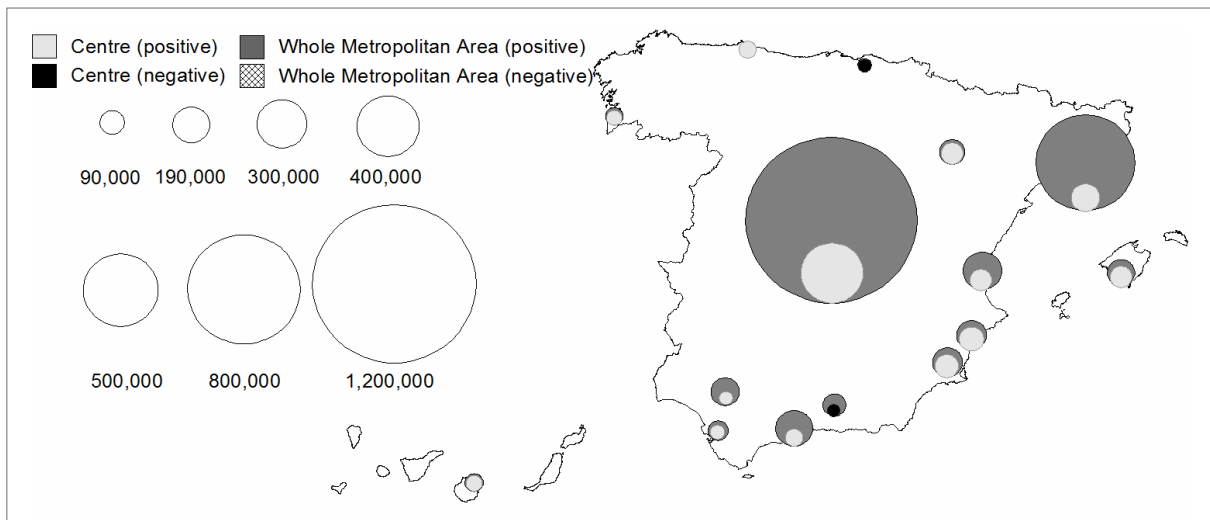 Centre (positive) Whole Metropolitan Area (positive)
Centre (negative) Whole Metropolitan Area (negative)
90,000 190,000 300,000 400,000
500,000 800,000 1,200,000